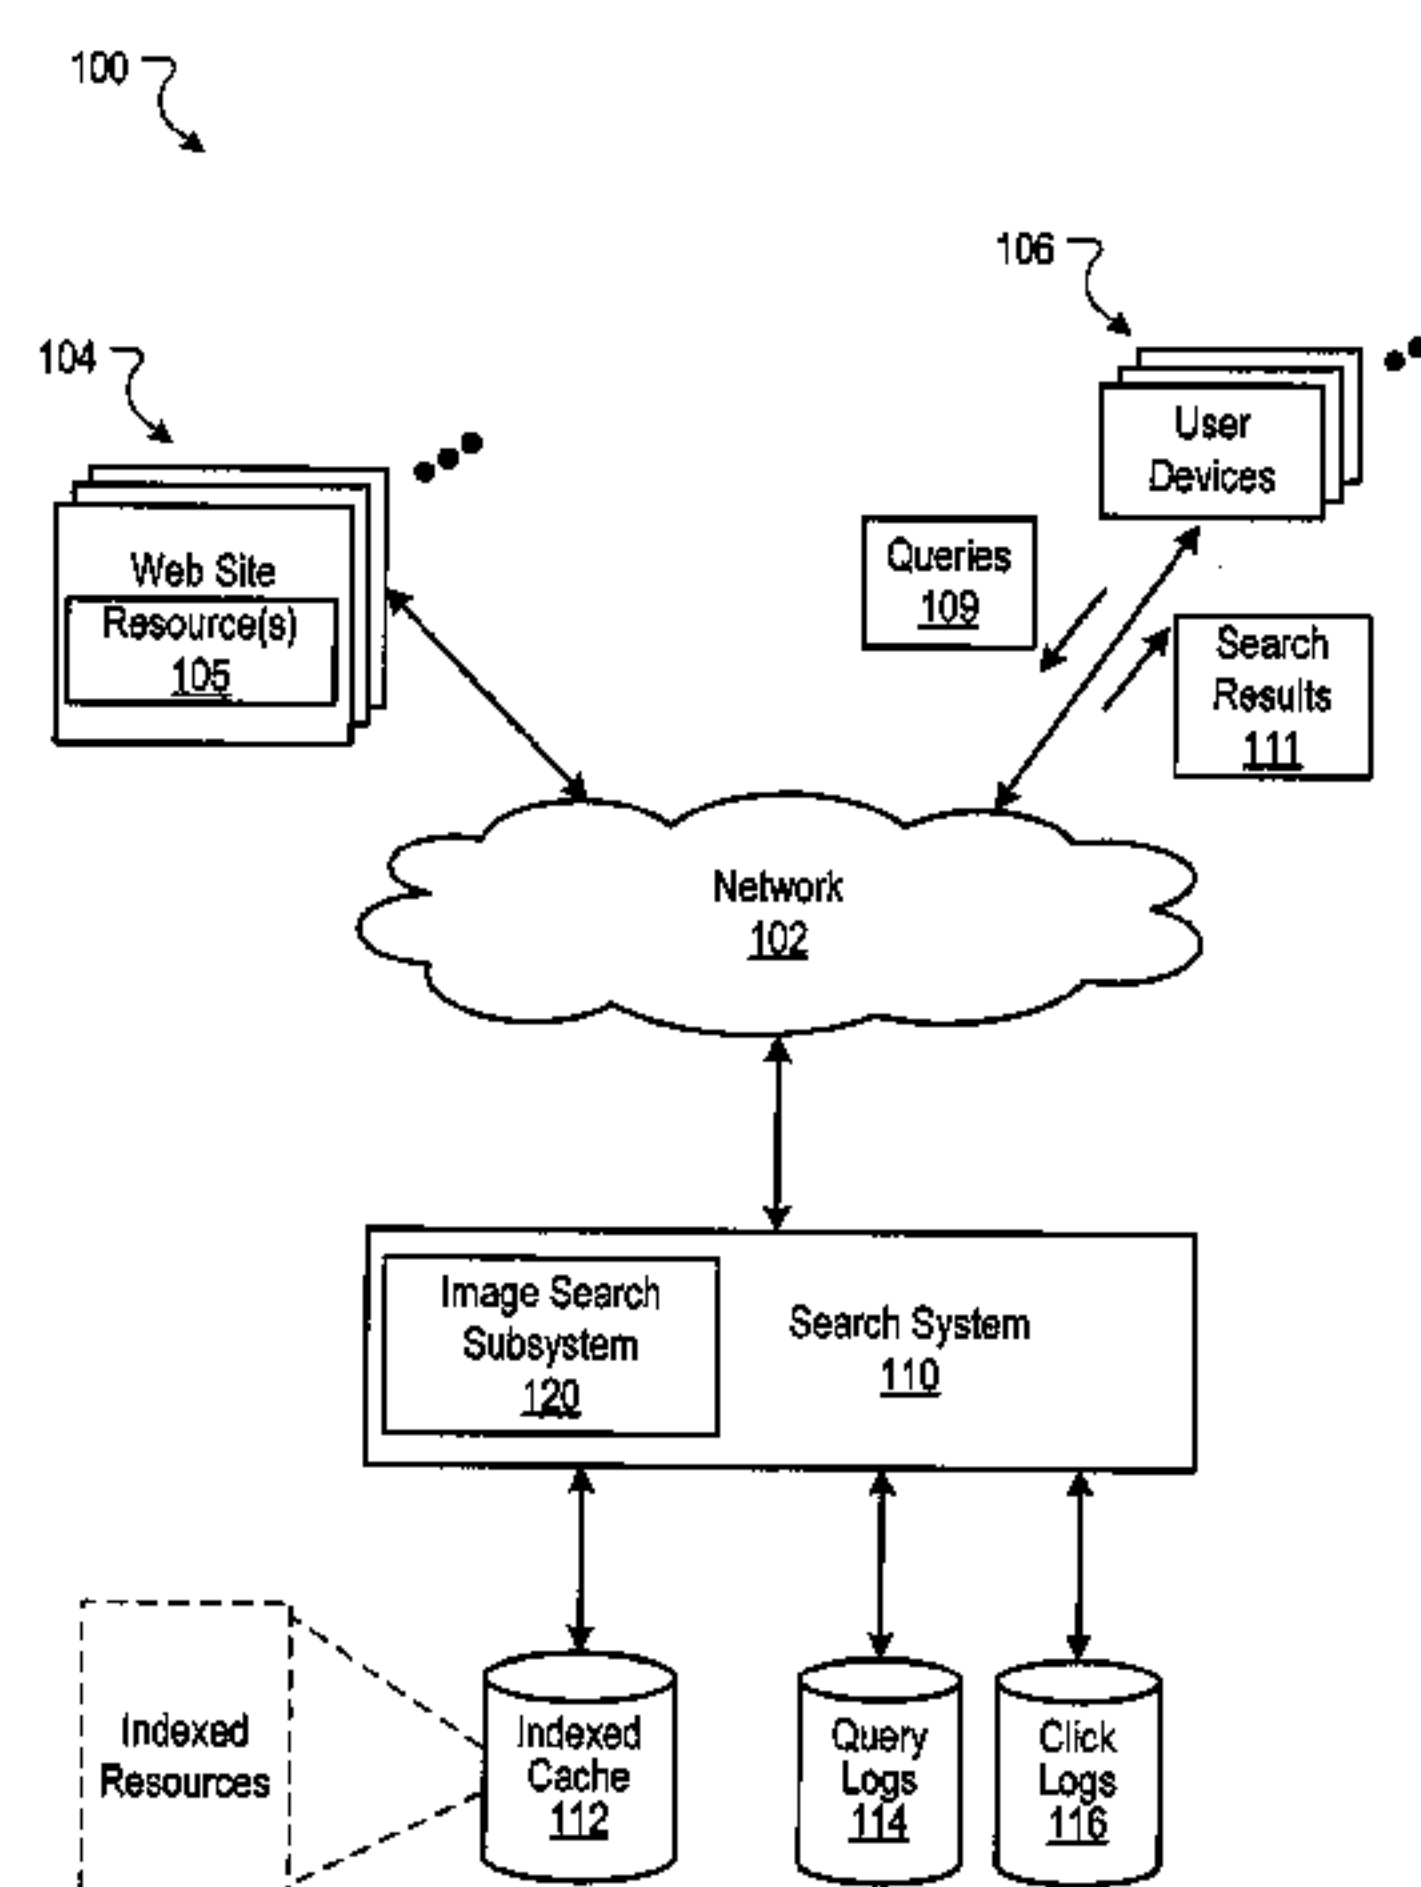 100
106
104
User
Devices
Queries
109
Web Site
Resource(s)
105
Search
Results
111
Network
102
Image Search
Subsystem
120
Search System
110
Indexed
Resources
Indexed
Cache
112
Query
Logs
114
Click
Logs
116